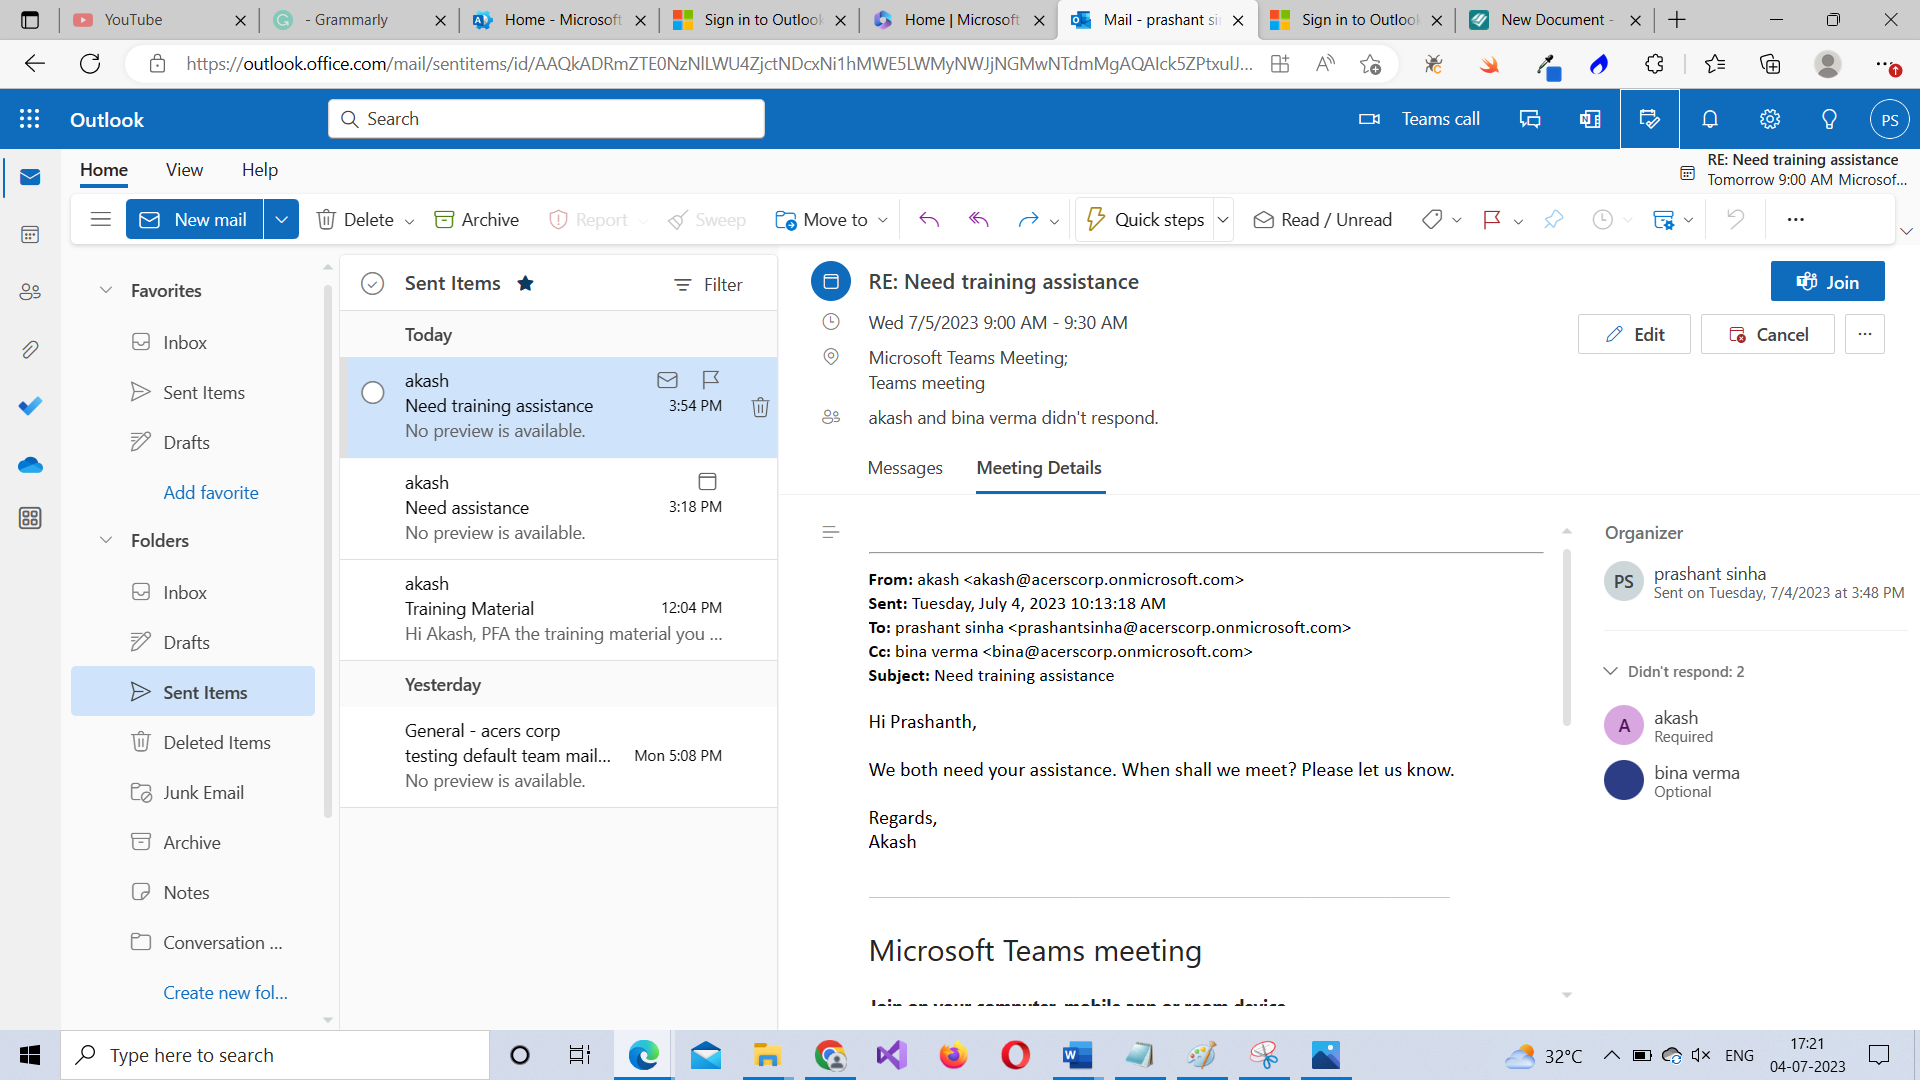 YouTube
- Grammarly
Home - Microsoft
Sign in to Outlook
Home | Microsoft
Mail - prashant si
Sign in to Outlook
New Document -
https://outlook.office.com/mail/sentitems/id/AAQkADRmZTE0NzNlLWU4ZjctNDcxNi1hMWE5LWMyNWJjNGMwNTdmMgAQAIck5ZPtxulJ...
Outlook
Search
Teams call
PS
Home
View
Help
RE: Need training assistance
Tomorrow 9:00 AM Microsof...
New mail
Delete
Archive
Report
Sweep
Move to
Quick steps
Read / Unread
Favorites
Inbox
Sent Items
Drafts
Add favorite
Folders
Inbox
Drafts
Sent Items
Deleted Items
Junk Email
Archive
Notes
Conversation ...
Create new fol...
Sent Items
Filter
Today
akash
Need training assistance
3:54 PM
No preview is available.
akash
Need assistance
3:18 PM
No preview is available.
akash
Training Material
12:04 PM
Hi Akash, PFA the training material you ...
Yesterday
General - acers corp
testing default team mail...
Mon 5:08 PM
No preview is available.
RE: Need training assistance
Join
Wed 7/5/2023 9:00 AM - 9:30 AM
Edit
Cancel
Microsoft Teams Meeting;
Teams meeting
akash and bina verma didn't respond.
Messages
Meeting Details
From: akash <akash@acerscorp.onmicrosoft.com>
Sent: Tuesday, July 4, 2023 10:13:18 AM
To: prashant sinha <prashantsinha@acerscorp.onmicrosoft.com>
Cc: bina verma <bina@acerscorp.onmicrosoft.com>
Subject: Need training assistance
Hi Prashanth,
We both need your assistance. When shall we meet? Please let us know.
Regards,
Akash
Microsoft Teams meeting
Join on your computer, mobile app or room device
Organizer
PS
prashant sinha
Sent on Tuesday, 7/4/2023 at 3:48 PM
Didn't respond: 2
A
akash
Required
bina verma
Optional
Type here to search
32°C
ENG
17:21
04-07-2023